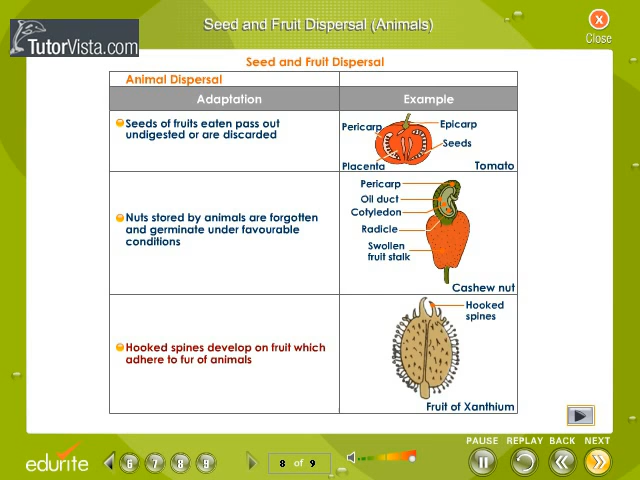 Seed and Fruit Dispersal (Animals)
X
Close
TutorVista.com
Seed and Fruit Dispersal
Animal Dispersal
Adaptation
Example
Seeds of fruits eaten pass out
undigested or are discarded
Pericarp
Epicarp
Seeds
Placenta
Tomato
Nuts stored by animals are forgotten
and germinate under favourable
conditions
Pericarp
Oil duct
Cotyledon
Radicle
Swollen
fruit stalk
Cashew nut
Hooked spines develop on fruit which
adhere to fur of animals
Hooked
spines
Fruit of Xanthium
PAUSE REPLAY BACK NEXT
edurite
6 7 8 9
8 of 9